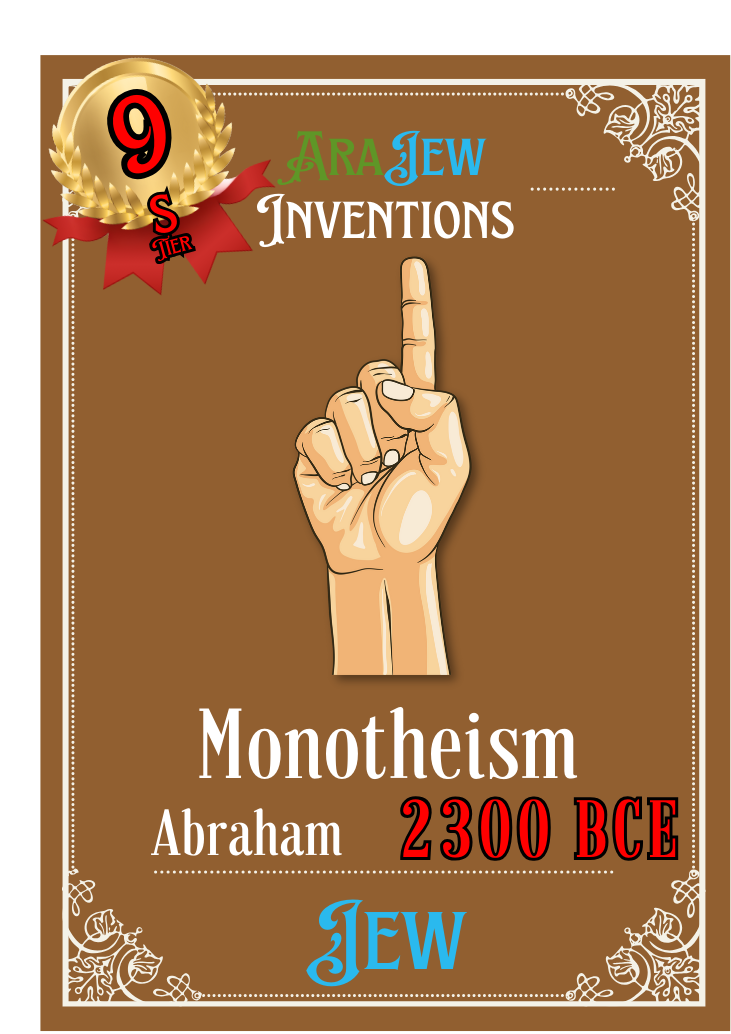 9
S
TIER
ARAJEW
INVENTIONS
Monotheism
Abraham 2300 BCE
JEW